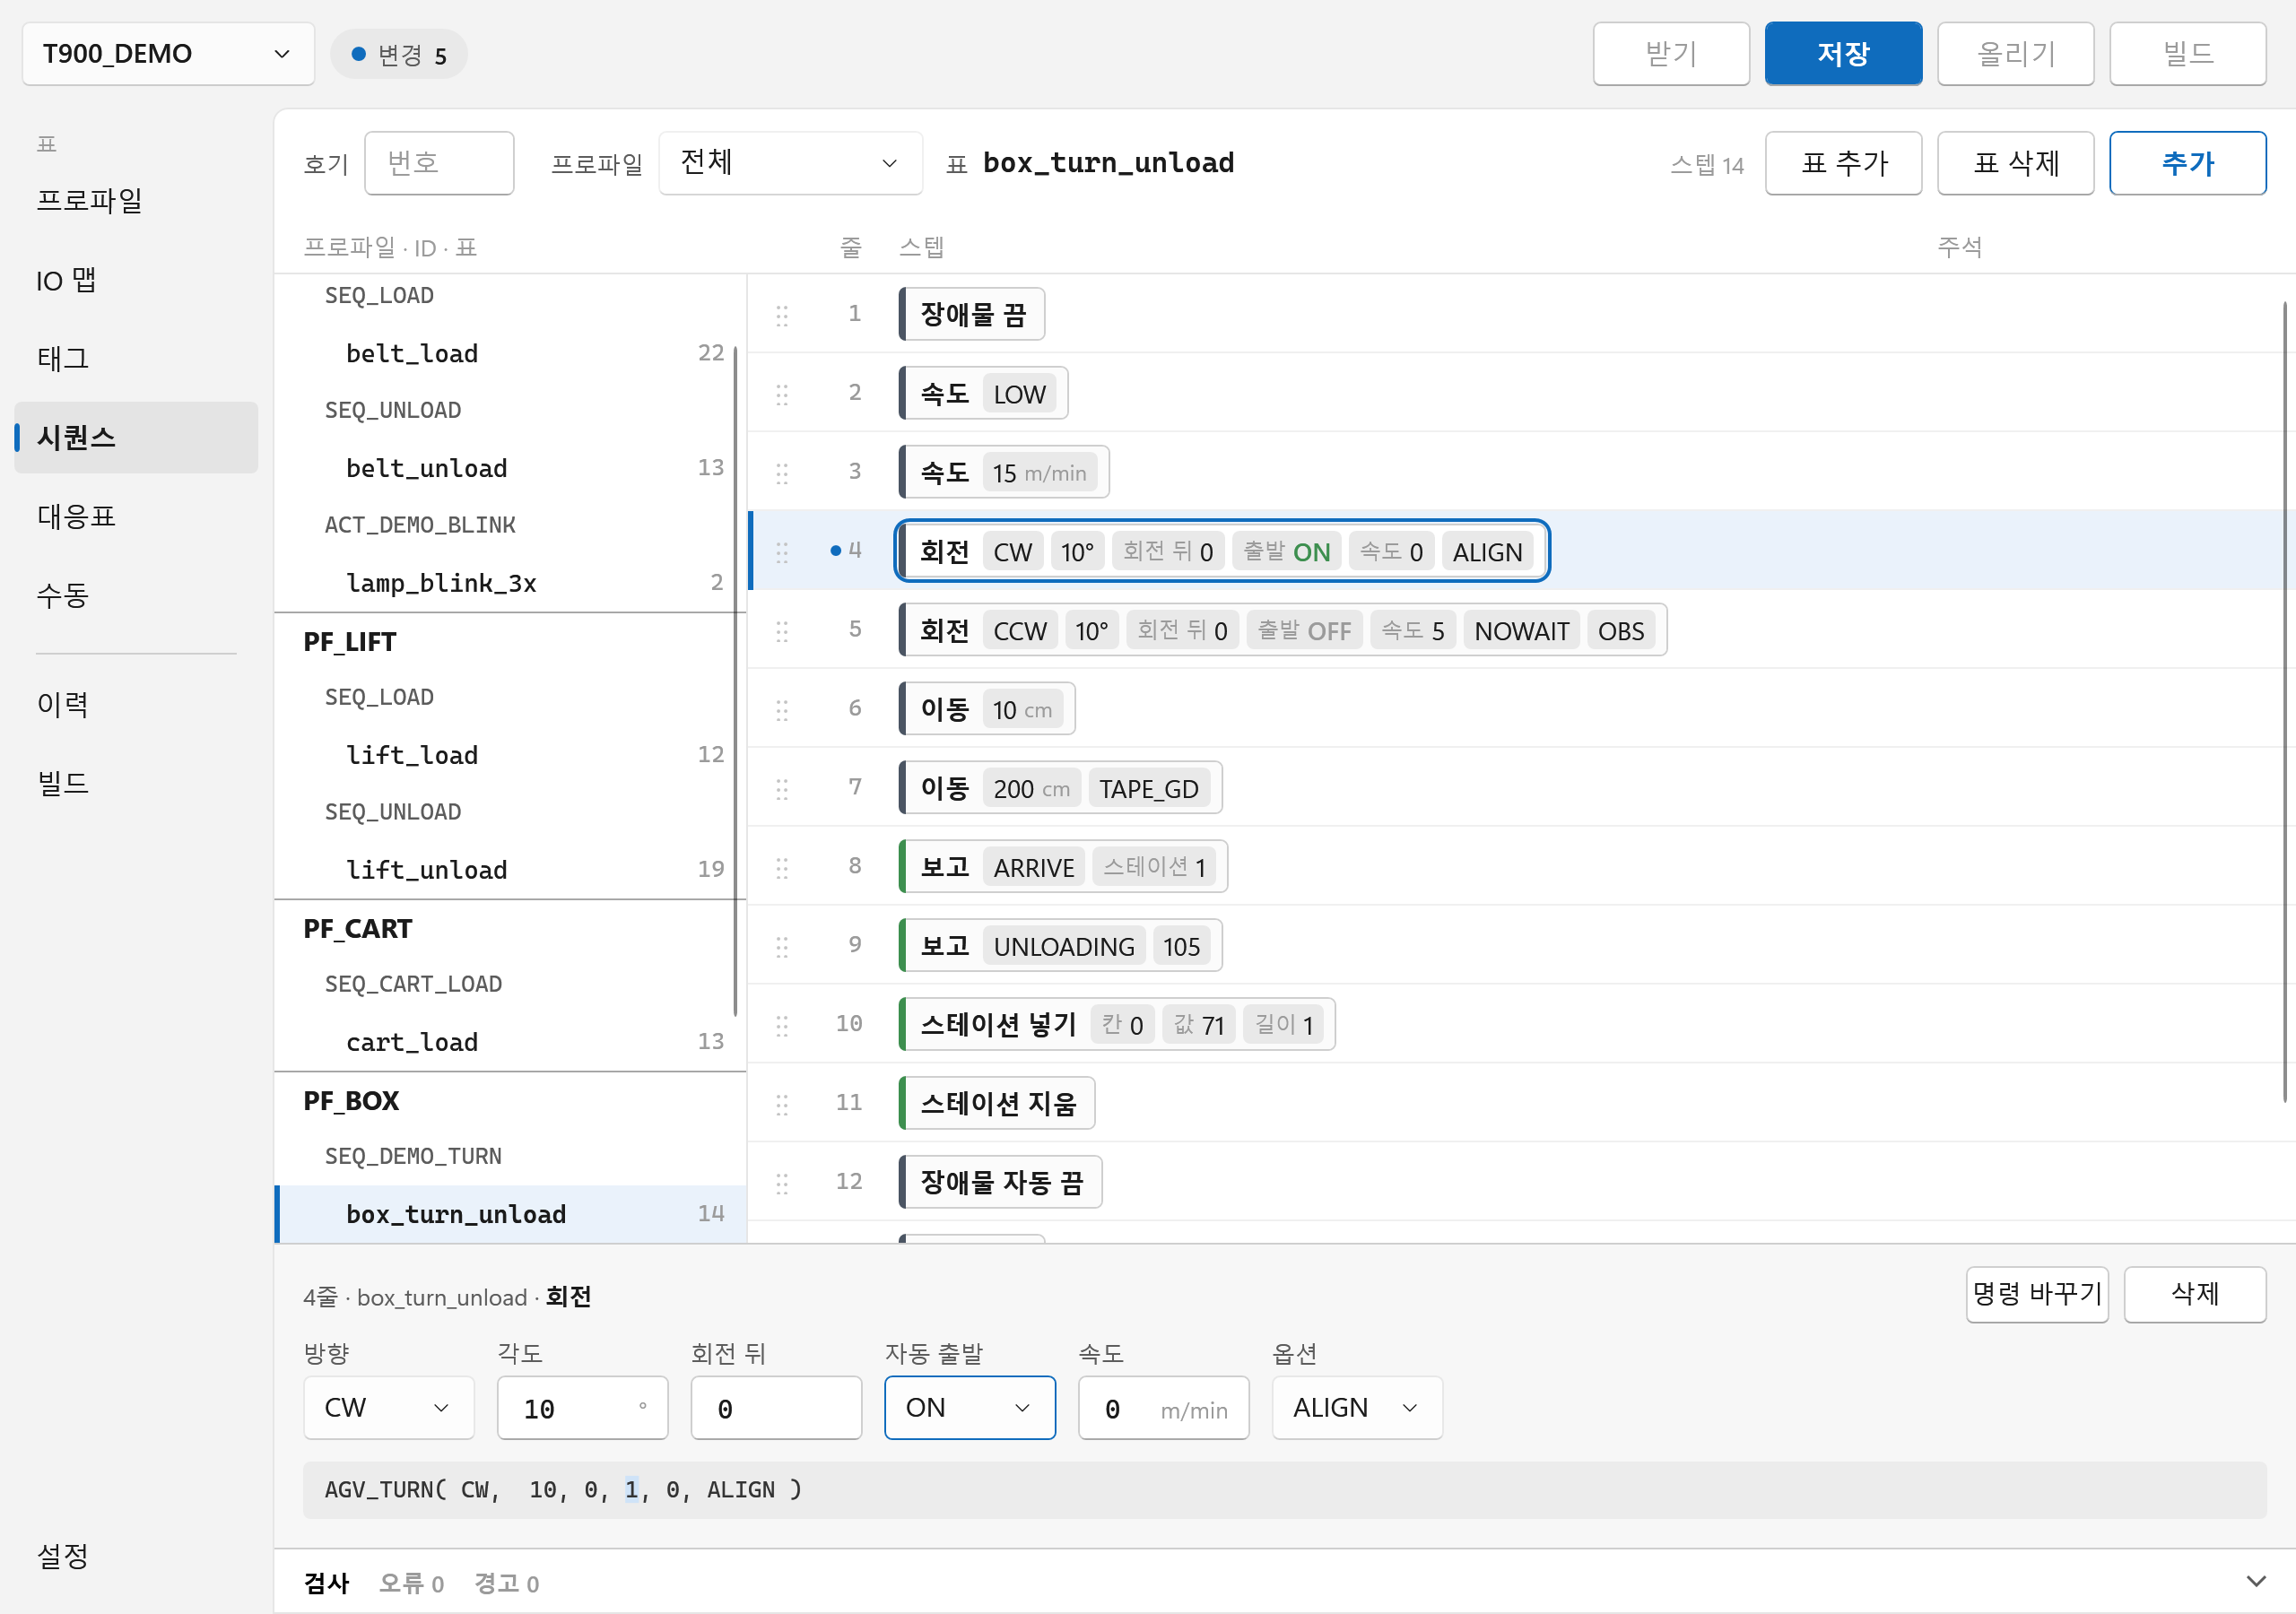 T900_DEMO
변경 5
받기
저장
올리기
빌드
표
프로파일
IO 맵
태그
시퀀스
대응표
수동
이력
빌드
설정
호기 번호 프로파일 전체 표 box_turn_unload
스텝 14 표 추가 표 삭제 추가
프로파일 · ID · 표
SEQ_LOAD
belt_load 22
SEQ_UNLOAD
belt_unload 13
ACT_DEMO_BLINK
lamp_blink_3x 2
PF_LIFT
SEQ_LOAD
lift_load 12
SEQ_UNLOAD
lift_unload 19
PF_CART
SEQ_CART_LOAD
cart_load 13
PF_BOX
SEQ_DEMO_TURN
box_turn_unload 14
줄 스텝 주석
1 장애물 끔
2 속도 LOW
3 속도 15 m/min
4 회전 CW 10° 회전 뒤 0 출발 ON 속도 0 ALIGN
5 회전 CCW 10° 회전 뒤 0 출발 OFF 속도 5 NOWAIT OBS
6 이동 10 cm
7 이동 200 cm TAPE_GD
8 보고 ARRIVE 스테이션 1
9 보고 UNLOADING 105
10 스테이션 넣기 칸 0 값 71 길이 1
11 스테이션 지움
12 장애물 자동 끔
4줄 · box_turn_unload · 회전
명령 바꾸기 삭제
방향 각도 회전 뒤 자동 출발 속도 옵션
CW 10 ° 0 ON 0 m/min ALIGN
AGV_TURN( CW,  10, 0, 1, 0, ALIGN )
검사 오류 0 경고 0